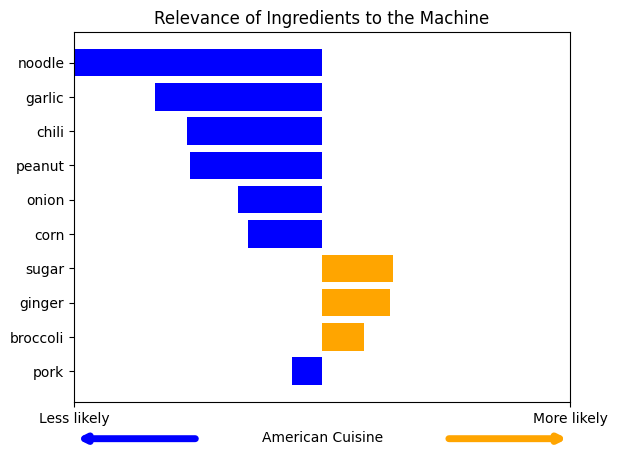 Relevance of Ingredients to the Machine
noodle
garlic
chili
peanut
onion
corn
sugar
ginger
broccoli
pork
Less likely More likely
American Cuisine